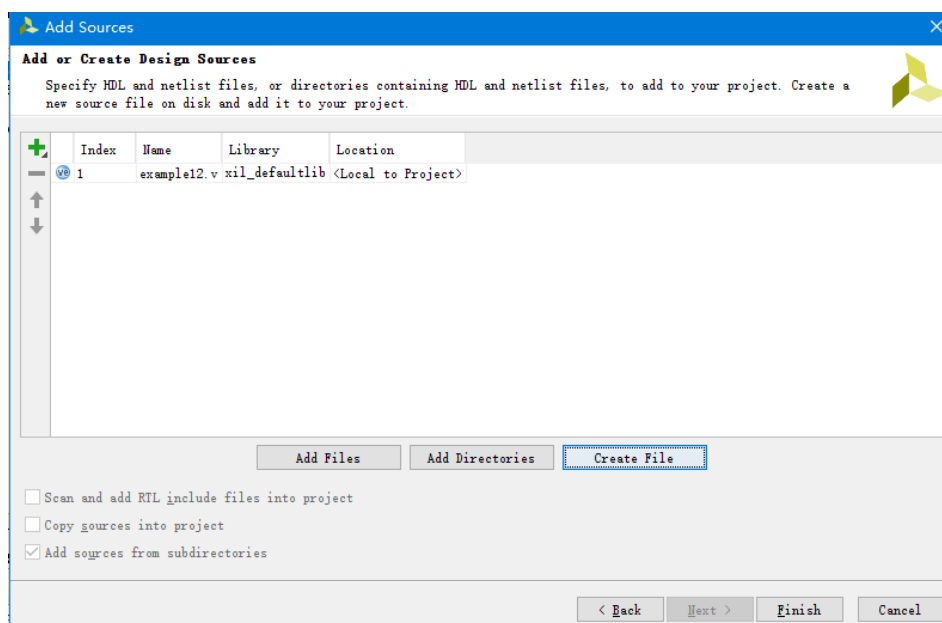 Add Sources
Add or Create Design Sources
Specify HDL and netlist files, or directories containing HDL and netlist files, to add to your project. Create a
new source file on disk and add it to your project.
Index Name Library Location
1 example12.v xil_defaultlib <Local to Project>
Add Files Add Directories Create File
Scan and add RTL include files into project
Copy sources into project
Add sources from subdirectories
< Back Next > Finish Cancel